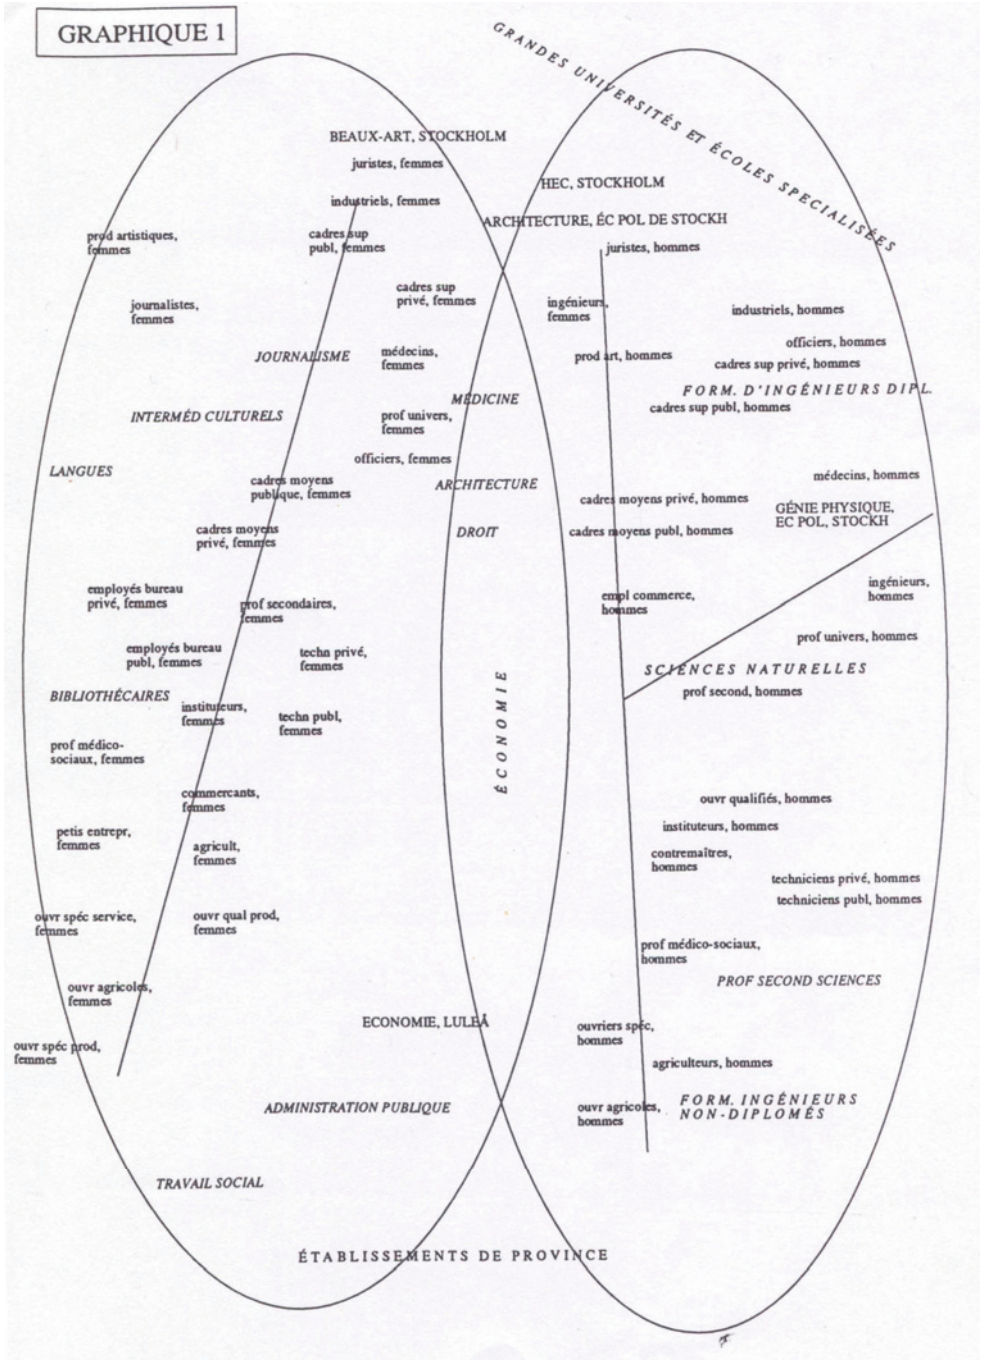 GRAPHIQUE 1
GRANDES UNIVERSITÉS ET ÉCOLES SPECIALISÉES
BEAUX-ART, STOCKHOLM
juristes, femmes
HEC, STOCKHOLM
industriels, femmes
ARCHITECTURE, ÉC POL DE STOCKH
prod artistiques,
femmes
cadres sup
publ, femmes
juristes, hommes
cadres sup
privé, femmes
journalistes,
femmes
ingénieurs,
femmes
industriels, hommes
officiers, hommes
JOURNALISME
médecins,
femmes
prod art, hommes
cadres sup privé, hommes
FORM. D'INGÉNIEURS DIPL.
MÉDICINE
cadres sup publ, hommes
INTERMÉD CULTURELS
prof univers,
femmes
officiers, femmes
LANGUES
cadres moyens
publique, femmes
ARCHITECTURE
médecins, hommes
cadres moyens privé, hommes
GÉNIE PHYSIQUE,
EC POL, STOCKH
cadres moyens
privé, femmes
DROIT
cadres moyens publ, hommes
employés bureau
privé, femmes
prof secondaires,
femmes
empl commerce,
hommes
ingénieurs,
hommes
prof univers, hommes
employés bureau
publ, femmes
techn privé,
femmes
SCIENCES NATURELLES
prof second, hommes
BIBLIOTHÉCAIRES
instituteurs,
femmes
techn publ,
femmes
ÉCONOMIE
prof médico-
sociaux, femmes
commercants,
femmes
ouvr qualifiés, hommes
petis entrepr,
femmes
agricult,
femmes
instituteurs, hommes
contremaîtres,
hommes
techniciens privé, hommes
techniciens publ, hommes
ouvr spéc service,
femmes
ouvr qual prod,
femmes
prof médico-sociaux,
hommes
PROF SECOND SCIENCES
ouvr agricoles,
femmes
ECONOMIE, LULEÅ
ouvriers spéc,
hommes
ouvr spéc prod,
femmes
agriculteurs, hommes
ADMINISTRATION PUBLIQUE
ouvr agricoles,
hommes
FORM. INGÉNIEURS
NON-DIPLOMÉS
TRAVAIL SOCIAL
ÉTABLISSEMENTS DE PROVINCE